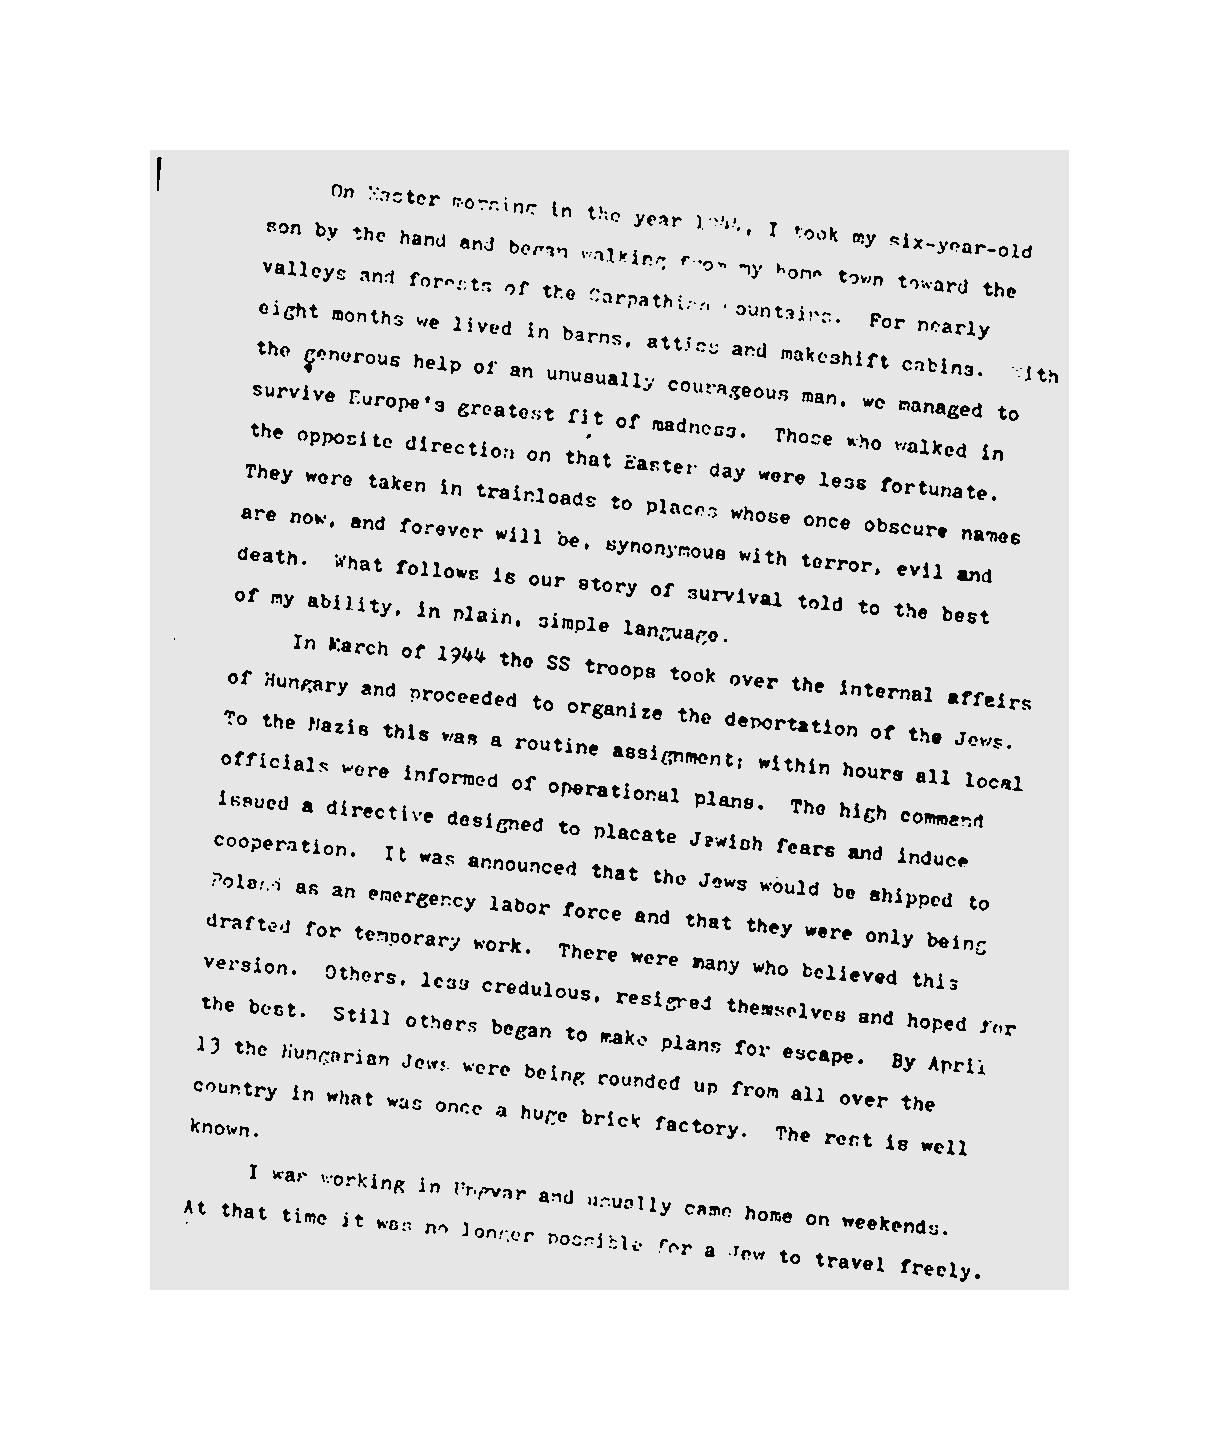 On Easter morning in the year 1944, I took my six-year-old
son by the hand and began walking from my home town toward the
valleys and forests of the Carpathian Mountains. For nearly
eight months we lived in barns, attics and makeshift cabins. With
the generous help of an unusually courageous man, we managed to
survive Europe's greatest fit of madness. Those who walked in
the opposite direction on that Easter day were less fortunate.
They were taken in trainloads to places whose once obscure names
are now, and forever will be, synonymous with terror, evil and
death. What follows is our story of survival told to the best
of my ability, in plain, simple language.
In March of 1944 the SS troops took over the internal affairs
of Hungary and proceeded to organize the deportation of the Jews.
To the Nazis this was a routine assignment; within hours all local
officials were informed of operational plans. The high command
issued a directive designed to placate Jewish fears and induce
cooperation. It was announced that the Jews would be shipped to
Poland as an emergency labor force and that they were only being
drafted for temporary work. There were many who believed this
version. Others, less credulous, resigned themselves and hoped for
the best. Still others began to make plans for escape. By April
13 the Hungarian Jews were being rounded up from all over the
country in what was once a huge brick factory. The rest is well
known.
I was working in Ungvar and usually came home on weekends.
At that time it was no longer possible for a Jew to travel freely.